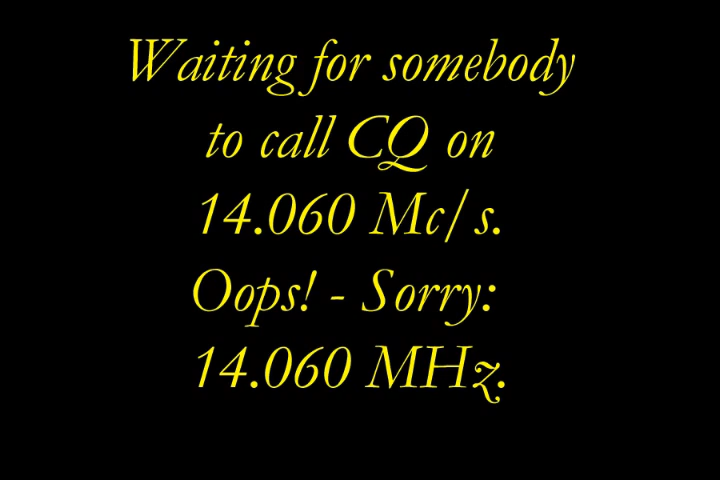 Waiting for somebody
to call CQ on
14.060 Mc/s.
Oops! - Sorry:
14.060 MHz.